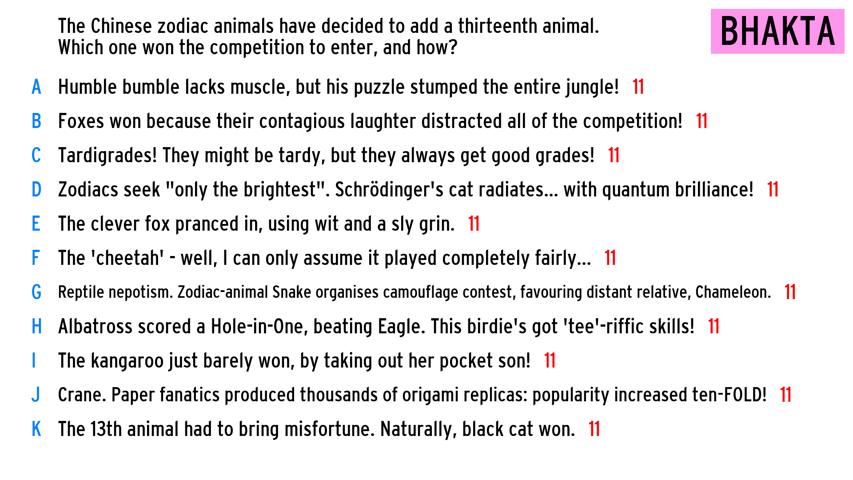 The Chinese zodiac animals have decided to add a thirteenth animal.
Which one won the competition to enter, and how?
BHAKTA
A Humble bumble lacks muscle, but his puzzle stumped the entire jungle! 11
B Foxes won because their contagious laughter distracted all of the competition! 11
C Tardigrades! They might be tardy, but they always get good grades! 11
D Zodiacs seek "only the brightest". Schrödinger's cat radiates... with quantum brilliance! 11
E The clever fox pranced in, using wit and a sly grin. 11
F The 'cheetah' - well, I can only assume it played completely fairly... 11
G Reptile nepotism. Zodiac-animal Snake organises camouflage contest, favouring distant relative, Chameleon. 11
H Albatross scored a Hole-in-One, beating Eagle. This birdie's got 'tee'-riffic skills! 11
I The kangaroo just barely won, by taking out her pocket son! 11
J Crane. Paper fanatics produced thousands of origami replicas: popularity increased ten-FOLD! 11
K The 13th animal had to bring misfortune. Naturally, black cat won. 11